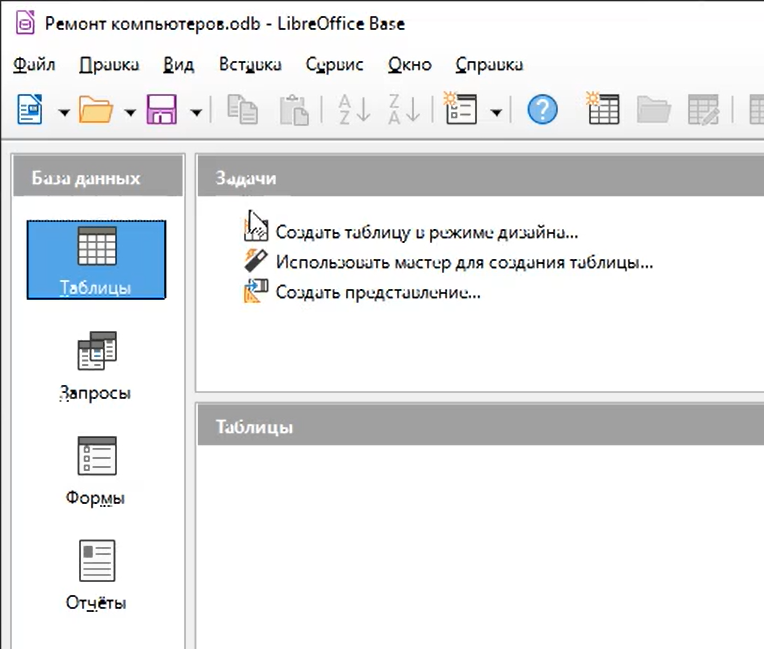 Ремонт компьютеров.odb - LibreOffice Base
Файл Правка Вид Вставка Сервис Окно Справка
База данных
Таблицы
Запросы
Формы
Отчёты
Задачи
Создать таблицу в режиме дизайна...
Использовать мастер для создания таблицы...
Создать представление...
Таблицы